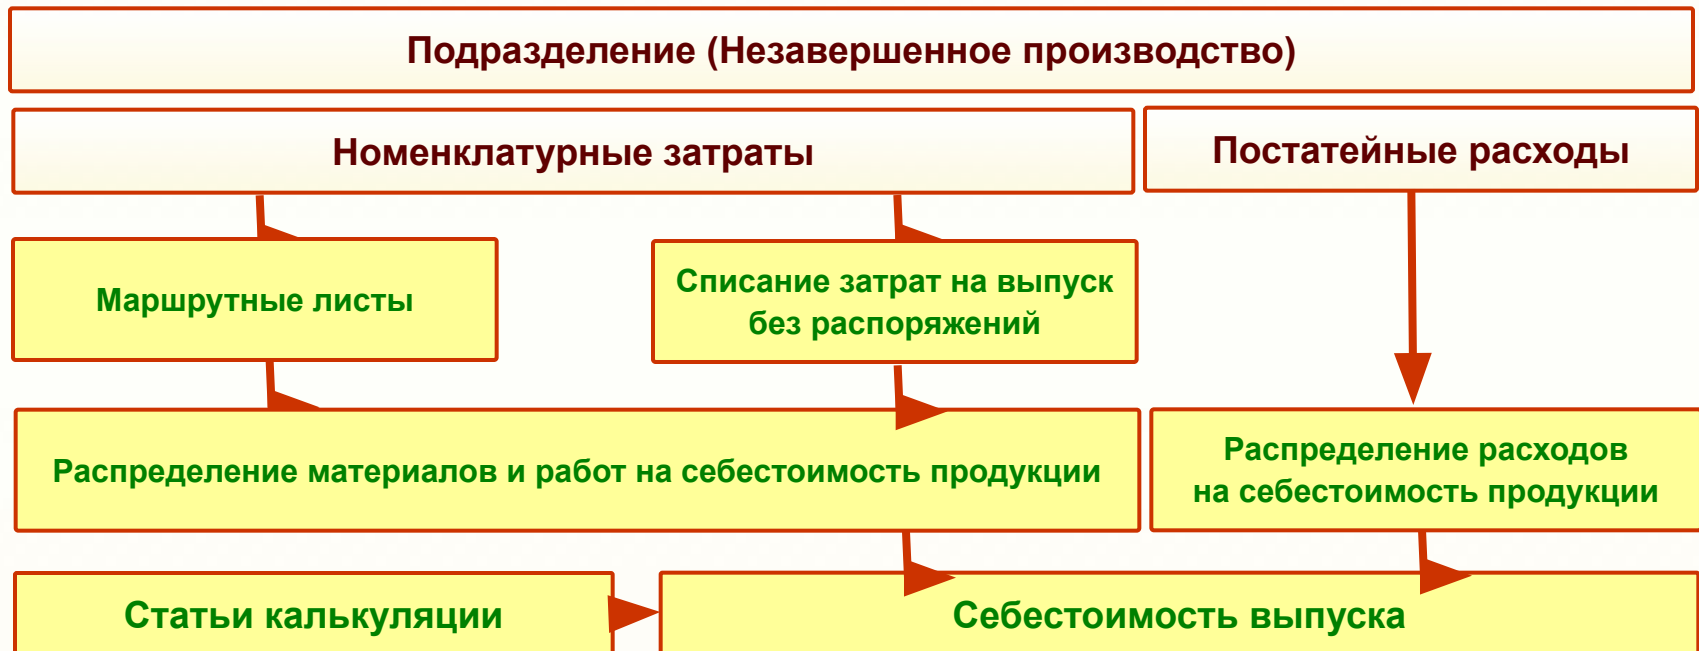 Подразделение (Незавершенное производство)
Номенклатурные затраты
Постатейные расходы
Маршрутные листы
Списание затрат на выпуск
без распоряжений
Распределение материалов и работ на себестоимость продукции
Распределение расходов
на себестоимость продукции
Статьи калькуляции
Себестоимость выпуска